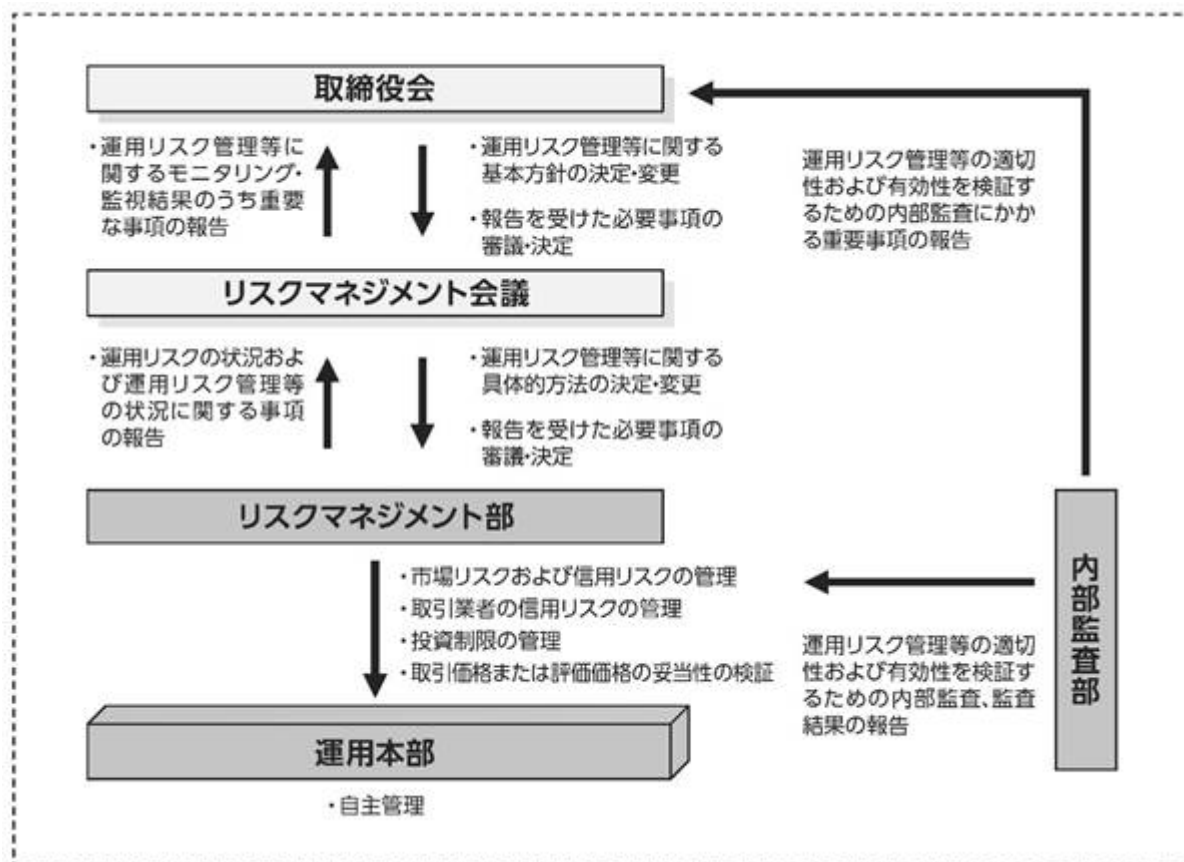 取締役会
・運用リスク管理等に
関するモニタリング・
監視結果のうち重要
な事項の報告
・運用リスク管理等に関する
基本方針の決定・変更
・報告を受けた必要事項の
審議・決定
運用リスク管理等の適切
性および有効性を検証す
るための内部監査にかか
る重要事項の報告
リスクマネジメント会議
・運用リスクの状況およ
び運用リスク管理等
の状況に関する事項
の報告
・運用リスク管理等に関する
具体的方法の決定・変更
・報告を受けた必要事項の
審議・決定
リスクマネジメント部
・市場リスクおよび信用リスクの管理
・取引業者の信用リスクの管理
・投資制限の管理
・取引価格または評価価格の妥当性の検証
内部監査部
運用リスク管理等の適切
性および有効性を検証す
るための内部監査、監査
結果の報告
運用本部
・自主管理